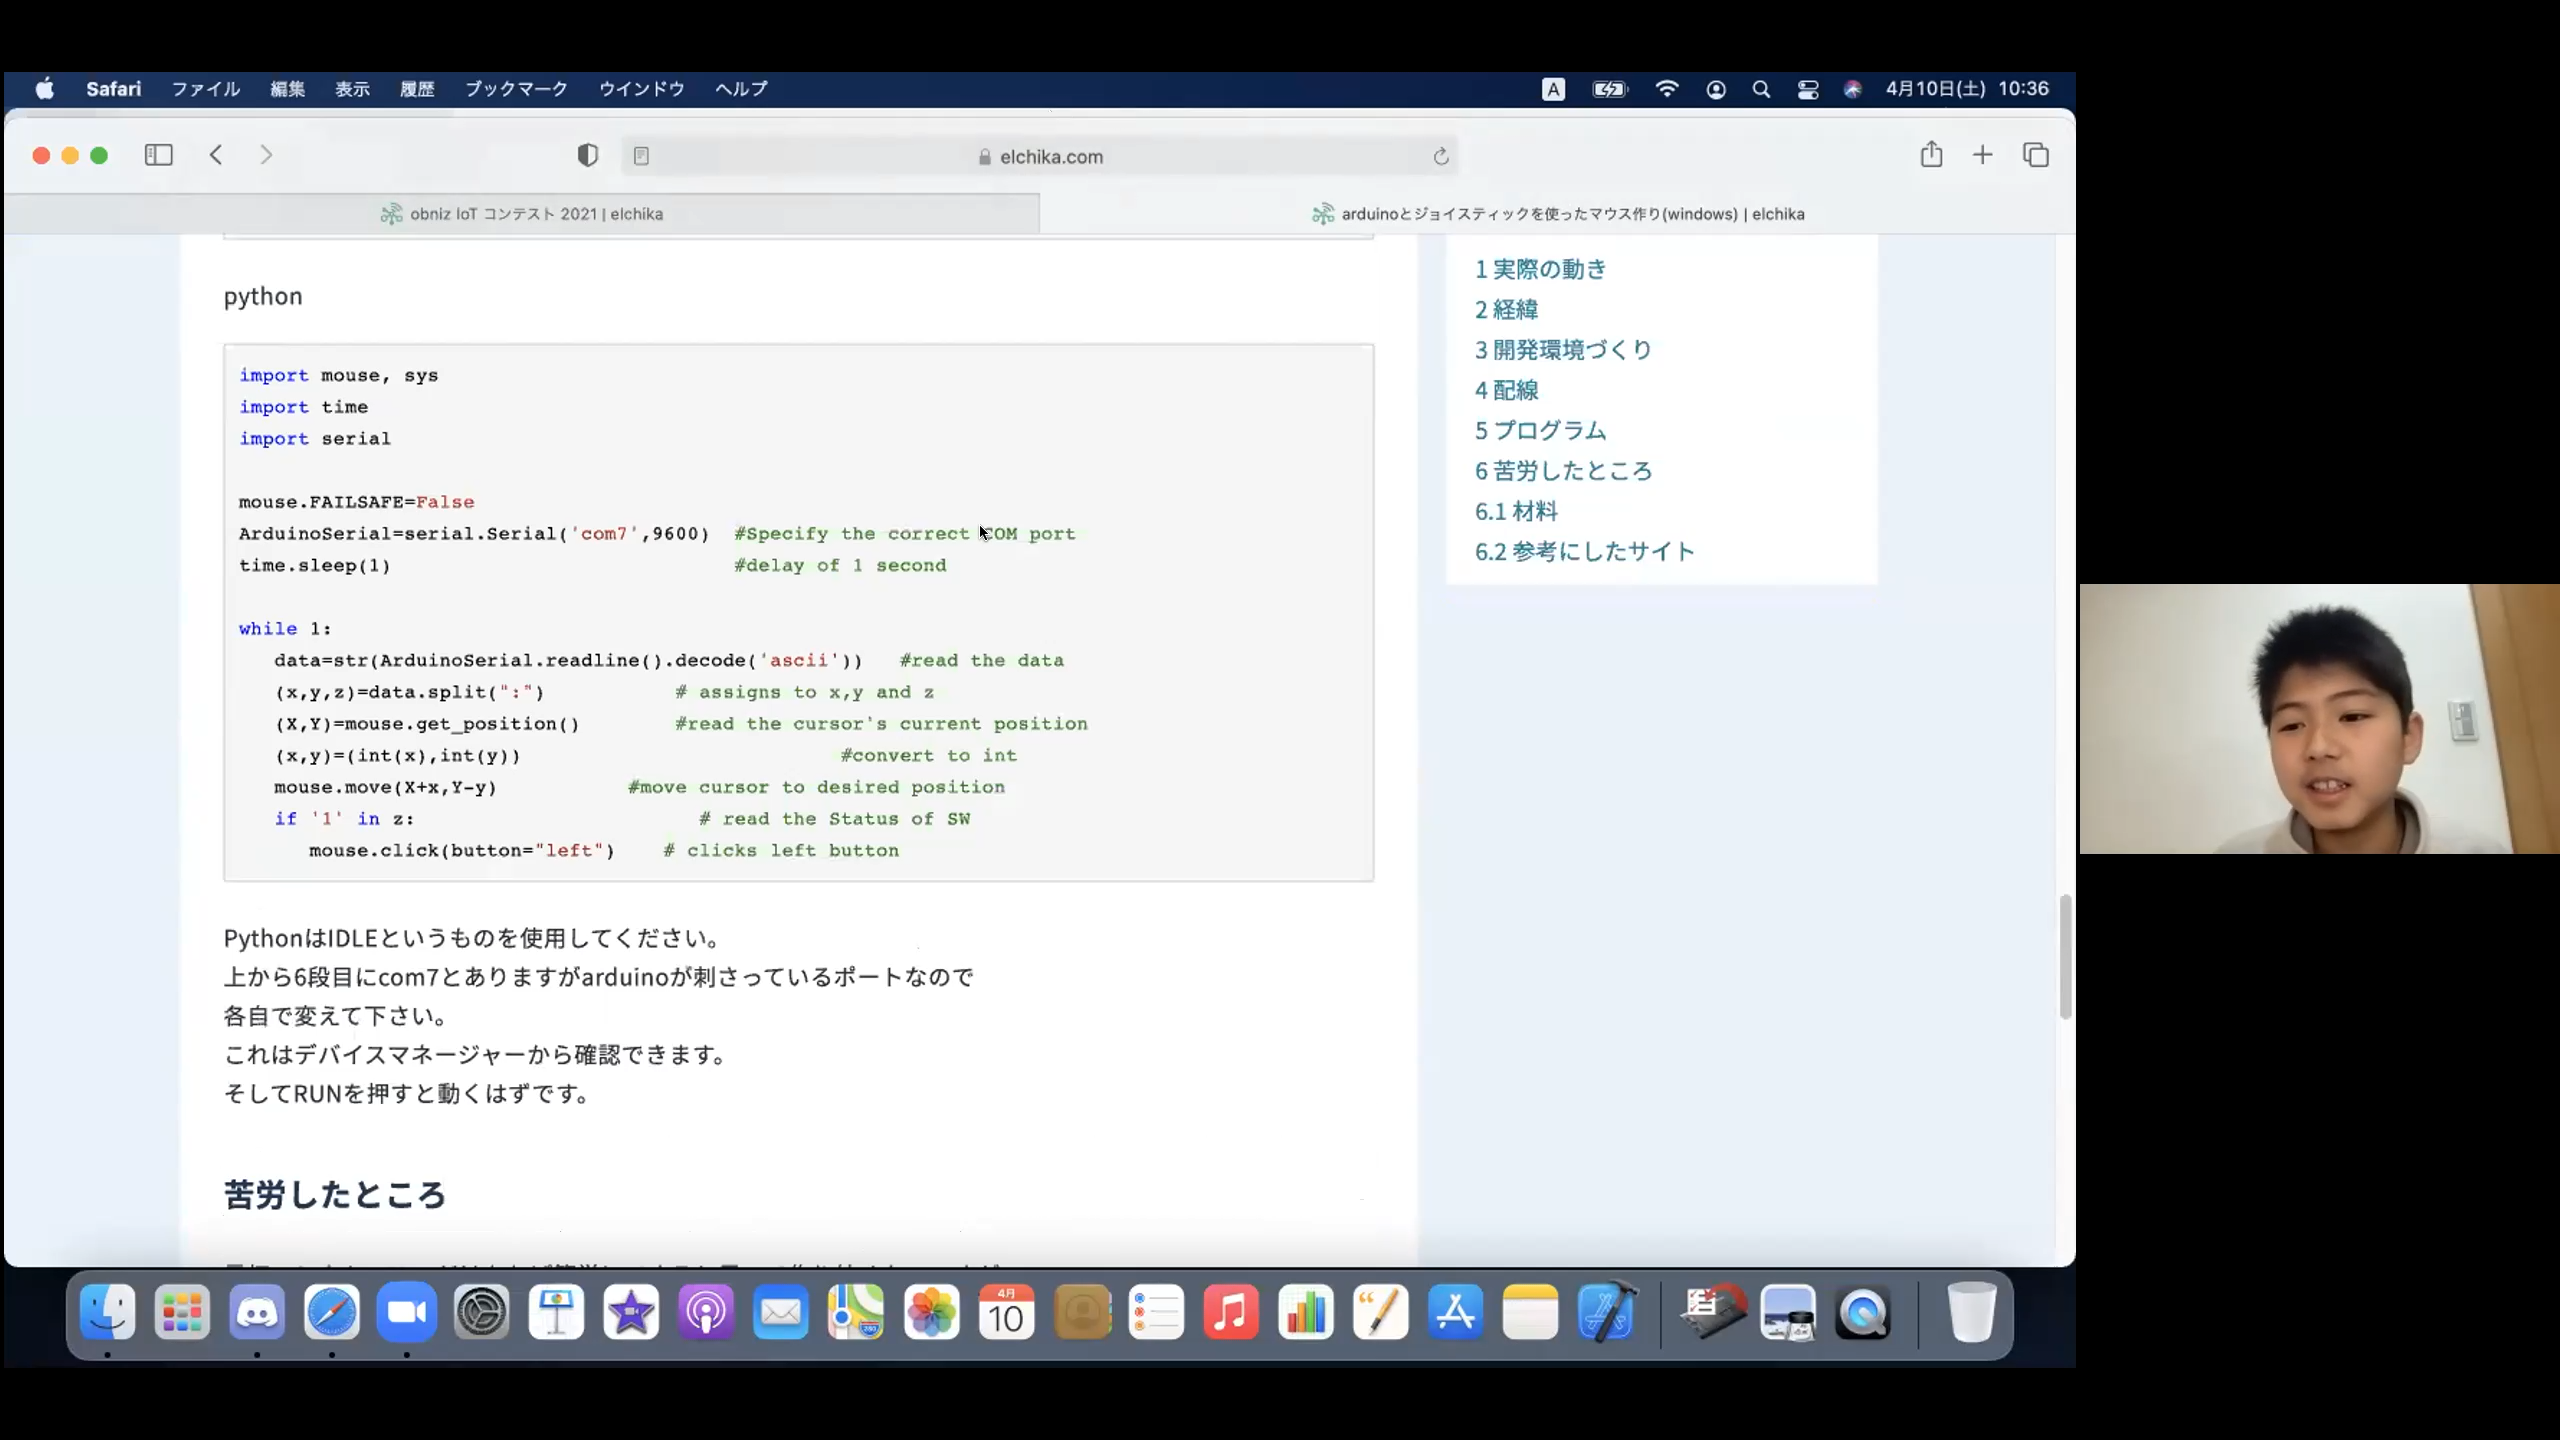 Safari ファイル 編集 表示 履歴 ブックマーク ウインドウ ヘルプ A 4月10日(土) 10:36
elchika.com
obniz IoT コンテスト 2021 | elchika
arduinoとジョイスティックを使ったマウス作り(windows) | elchika
python
import mouse, sys
import time
import serial
mouse.FAILSAFE=False
ArduinoSerial=serial.Serial('com7',9600) #Specify the correct COM port
time.sleep(1) #delay of 1 second
while 1:
data=str(ArduinoSerial.readline().decode('ascii')) #read the data
(x,y,z)=data.split(":") # assigns to x,y and z
(X,Y)=mouse.get_position() #read the cursor's current position
(x,y)=(int(x),int(y)) #convert to int
mouse.move(X+x,Y-y) #move cursor to desired position
if '1' in z: # read the Status of SW
mouse.click(button="left") # clicks left button
PythonはIDLEというものを使用してください。
上から6段目にcom7とありますがarduinoが刺さっているポートなので
各自で変えて下さい。
これはデバイスマネージャーから確認できます。
そしてRUNを押すと動くはずです。
苦労したところ
1 実際の動き
2 経緯
3 開発環境づくり
4 配線
5 プログラム
6 苦労したところ
6.1 材料
6.2 参考にしたサイト
4月
10